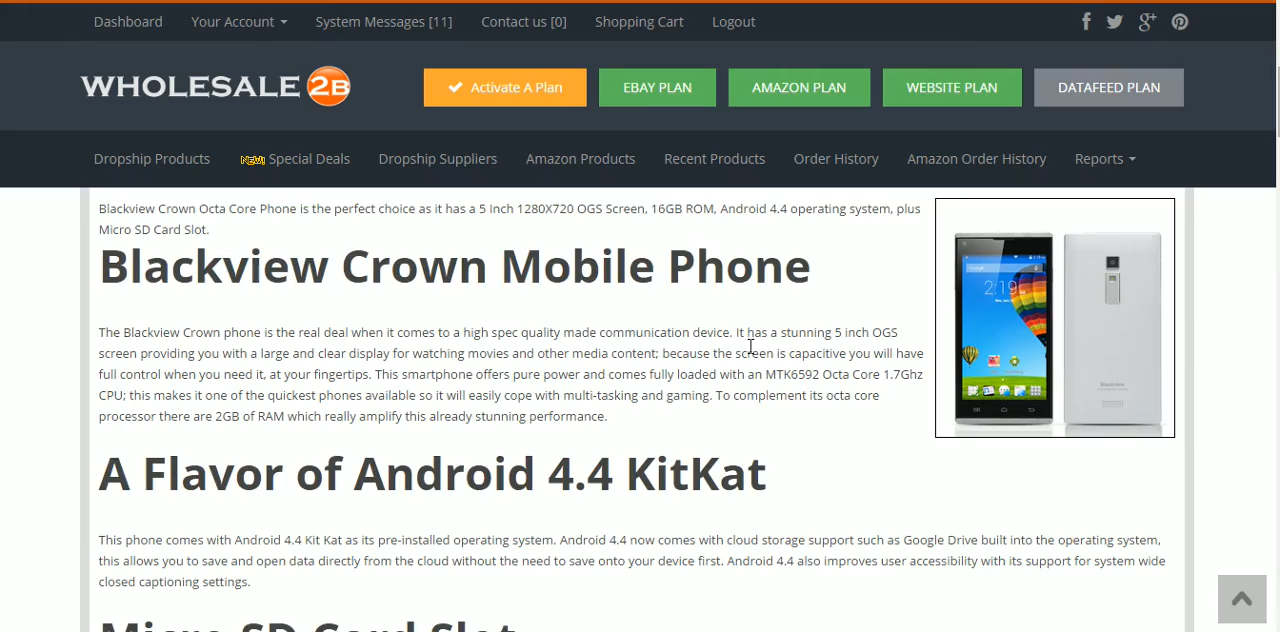 Dashboard Your Account System Messages [11] Contact us [0] Shopping Cart Logout
WHOLESALE 2B
Activate A Plan EBAY PLAN AMAZON PLAN WEBSITE PLAN DATAFEED PLAN
Dropship Products NEW! Special Deals Dropship Suppliers Amazon Products Recent Products Order History Amazon Order History Reports
Blackview Crown Octa Core Phone is the perfect choice as it has a 5 Inch 1280X720 OGS Screen, 16GB ROM, Android 4.4 operating system, plus
Micro SD Card Slot.
Blackview Crown Mobile Phone
The Blackview Crown phone is the real deal when it comes to a high spec quality made communication device. It has a stunning 5 inch OGS
screen providing you with a large and clear display for watching movies and other media content; because the screen is capacitive you will have
full control when you need it, at your fingertips. This smartphone offers pure power and comes fully loaded with an MTK6592 Octa Core 1.7Ghz
CPU; this makes it one of the quickest phones available so it will easily cope with multi-tasking and gaming. To complement its octa core
processor there are 2GB of RAM which really amplify this already stunning performance.
A Flavor of Android 4.4 KitKat
This phone comes with Android 4.4 Kit Kat as its pre-installed operating system. Android 4.4 now comes with cloud storage support such as Google Drive built into the operating system,
this allows you to save and open data directly from the cloud without the need to save onto your device first. Android 4.4 also improves user accessibility with its support for system wide
closed captioning settings.
Micro SD Card Slot